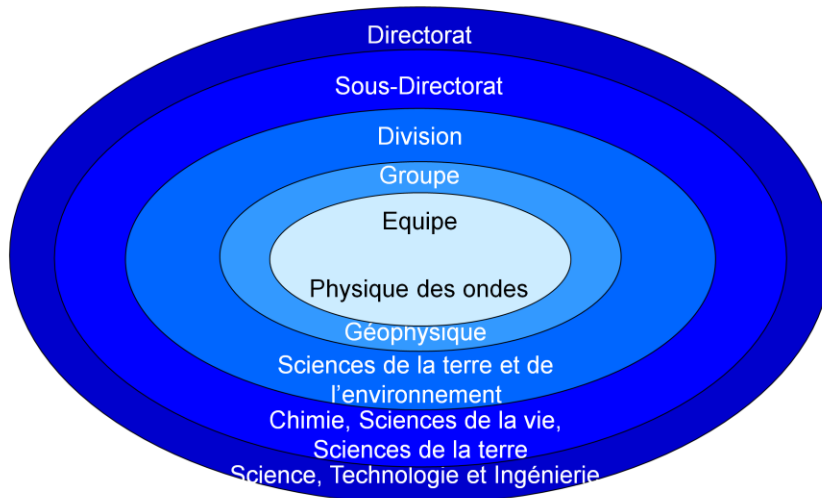 Directorat
Sous-Directorat
Division
Groupe
Equipe
Physique des ondes
Géophysique
Sciences de la terre et de
l'environnement
Chimie, Sciences de la vie,
Sciences de la terre
Science, Technologie et Ingénierie